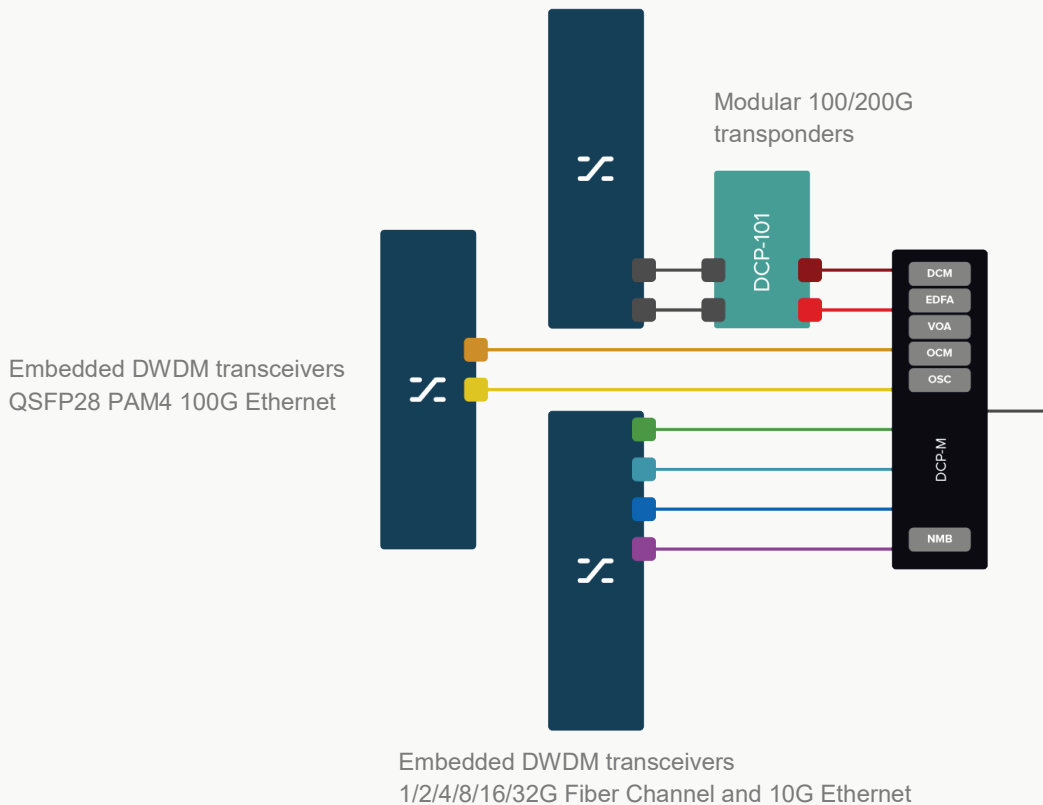 Modular 100/200G
transponders
DCP-101
DCM
EDFA
VOA
OCM
OSC
DCP-M
NMB
Embedded DWDM transceivers
QSFP28 PAM4 100G Ethernet
Embedded DWDM transceivers
1/2/4/8/16/32G Fiber Channel and 10G Ethernet